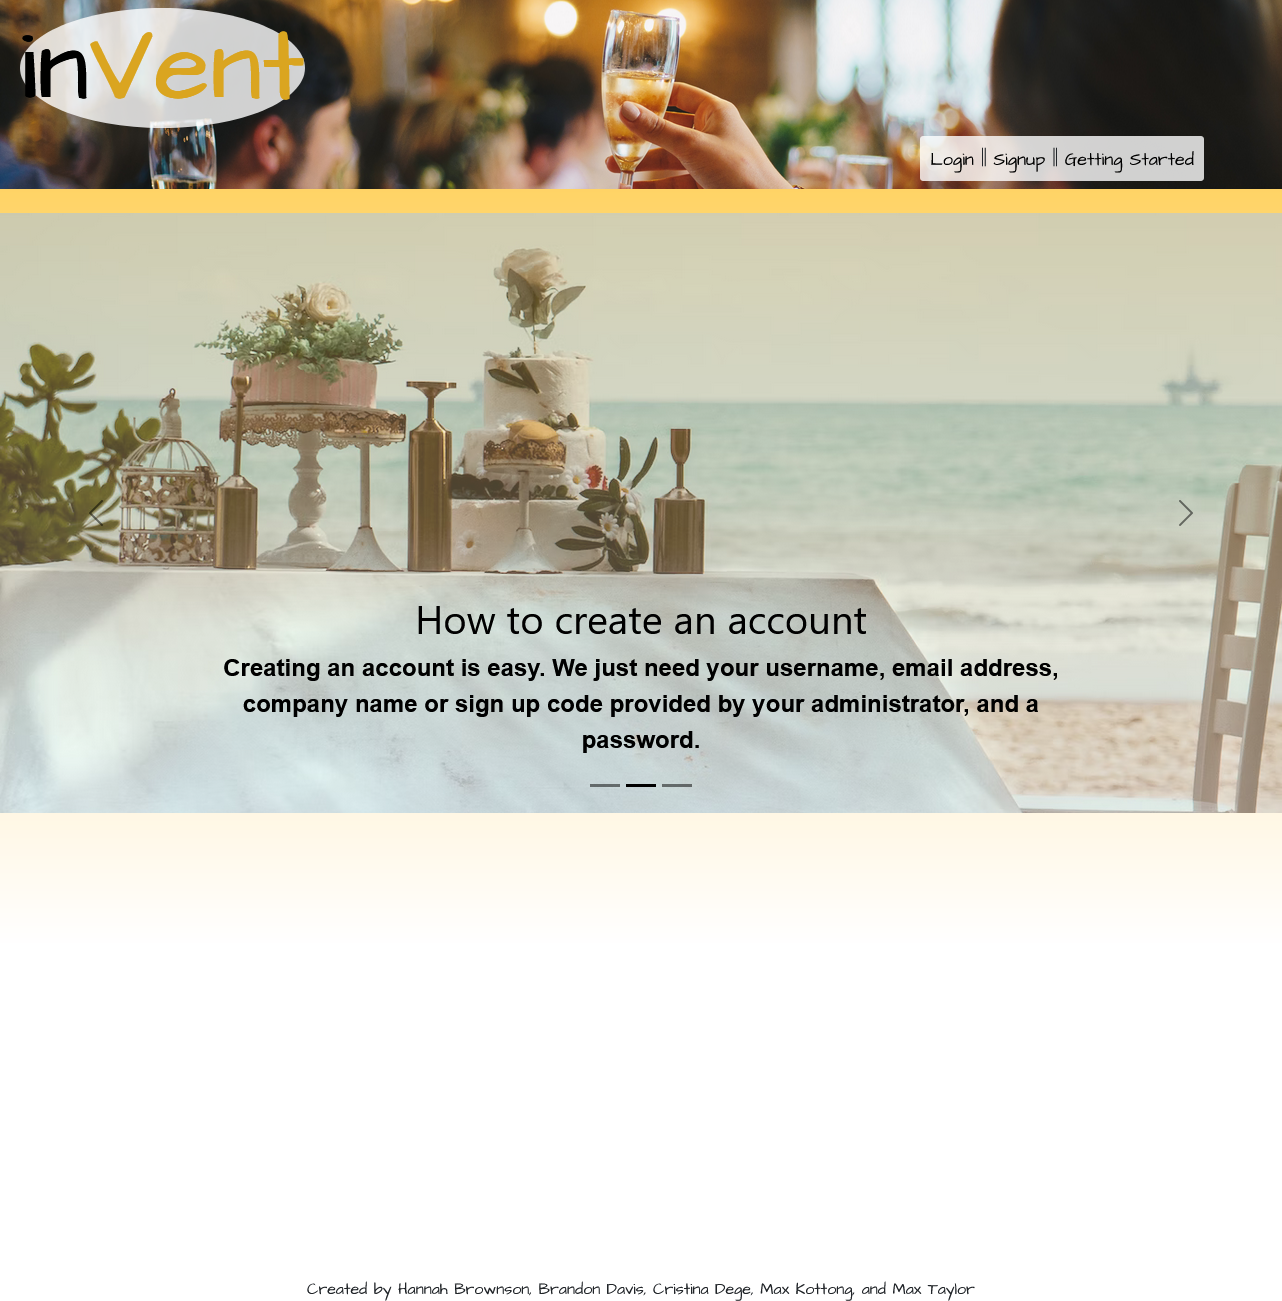 inVent
Login || Signup || Getting Started
How to create an account
Creating an account is easy. We just need your username, email address,
company name or sign up code provided by your administrator, and a
password.
Created by Hannah Brownson, Brandon Davis, Cristina Dege, Max Kottong, and Max Taylor